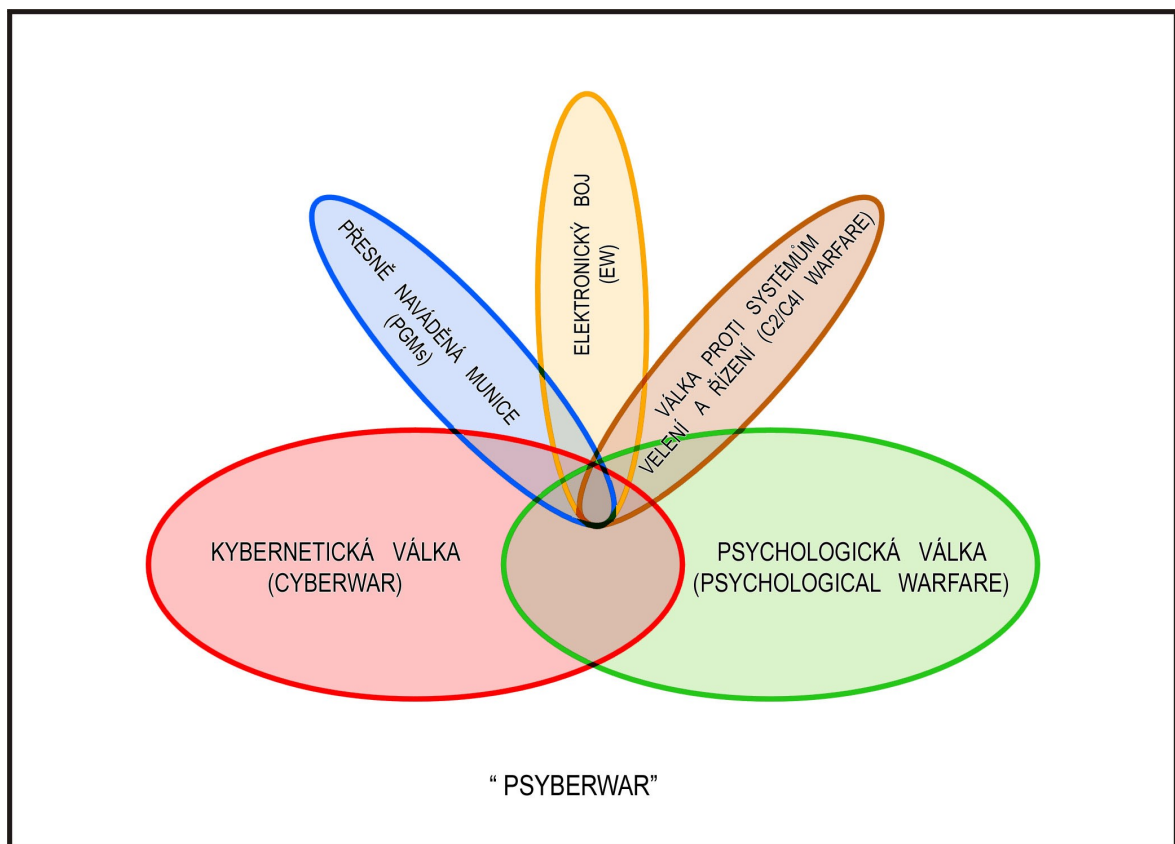 PŘESNĚ NAVÁDĚNÁ MUNICE
(PGMs)
ELEKTRONICKÝ BOJ
(EW)
VÁLKA PROTI SYSTÉMŮM
VELENÍ A ŘÍZENÍ (C2/C4I WARFARE)
KYBERNETICKÁ VÁLKA
(CYBERWAR)
PSYCHOLOGICKÁ VÁLKA
(PSYCHOLOGICAL WARFARE)
“ PSYBERWAR”